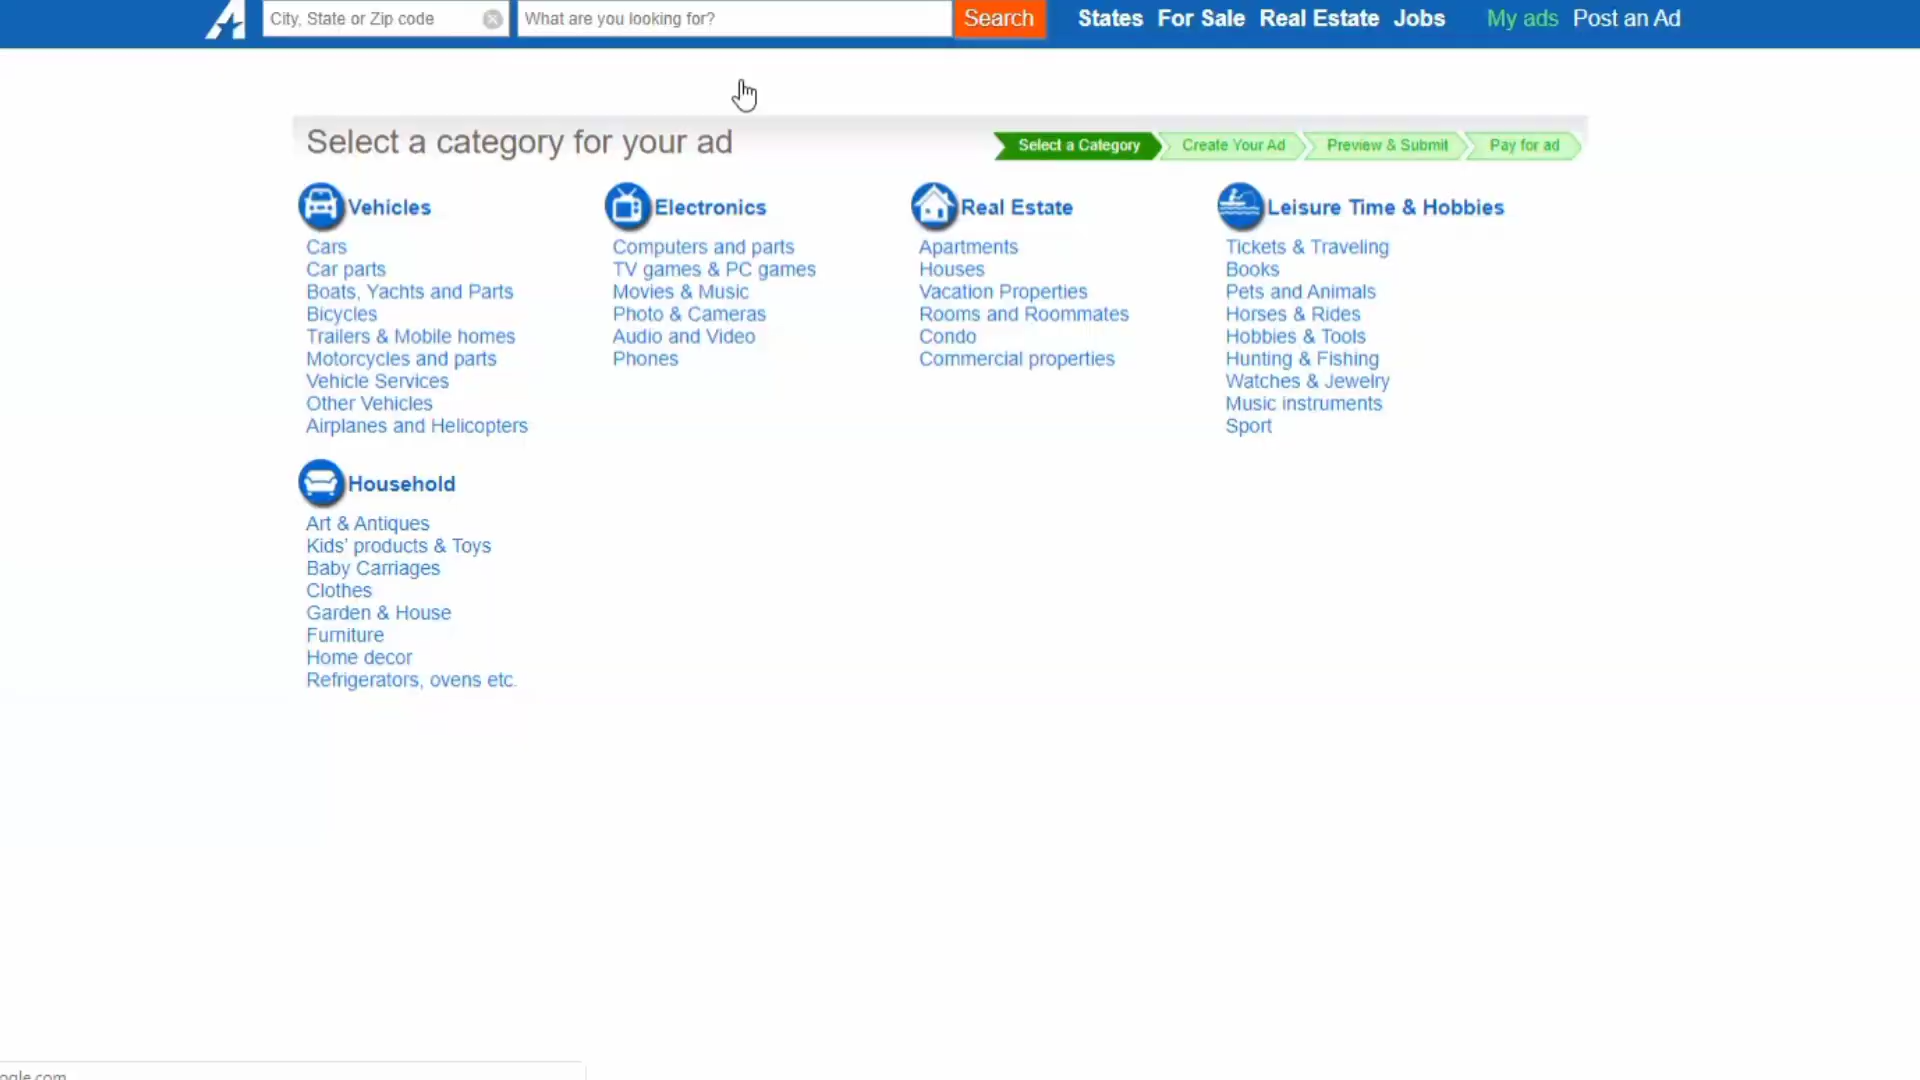 City, State or Zip code What are you looking for? Search States For Sale Real Estate Jobs My ads Post an Ad
Select a category for your ad
Select a Category Create Your Ad Preview & Submit Pay for ad
Vehicles
Cars
Car parts
Boats, Yachts and Parts
Bicycles
Trailers & Mobile homes
Motorcycles and parts
Vehicle Services
Other Vehicles
Airplanes and Helicopters
Electronics
Computers and parts
TV games & PC games
Movies & Music
Photo & Cameras
Audio and Video
Phones
Real Estate
Apartments
Houses
Vacation Properties
Rooms and Roommates
Condo
Commercial properties
Leisure Time & Hobbies
Tickets & Traveling
Books
Pets and Animals
Horses & Rides
Hobbies & Tools
Hunting & Fishing
Watches & Jewelry
Music instruments
Sport
Household
Art & Antiques
Kids' products & Toys
Baby Carriages
Clothes
Garden & House
Furniture
Home decor
Refrigerators, ovens etc.